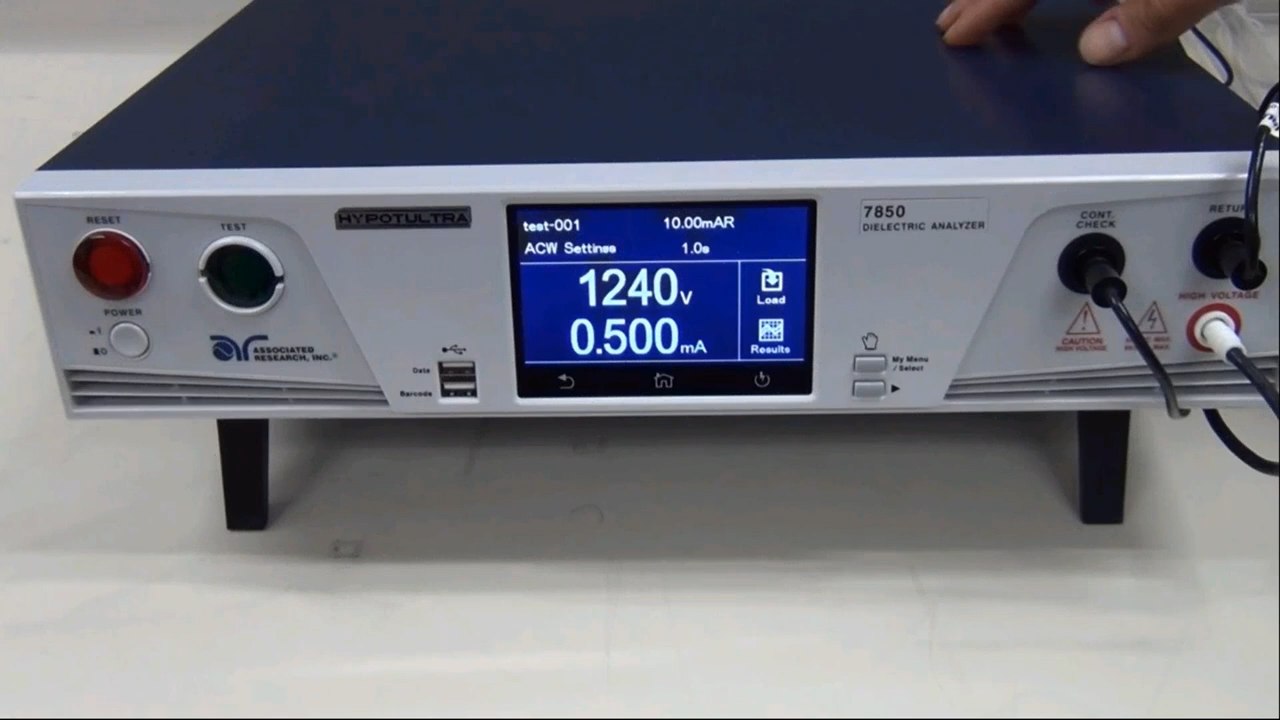 RESET
TEST
POWER
ASSOCIATED
RESEARCH, INC.®
HYPOTULTRA
Data
Barcode
test-001 10.00mAR
ACW Settings 1.0s
1240V
0.500mA
Load
Results
7850
DIELECTRIC ANALYZER
My Menu
/ Select
CONT.
CHECK
HIGH VOLTAGE
CAUTION
HIGH VOLTAGE